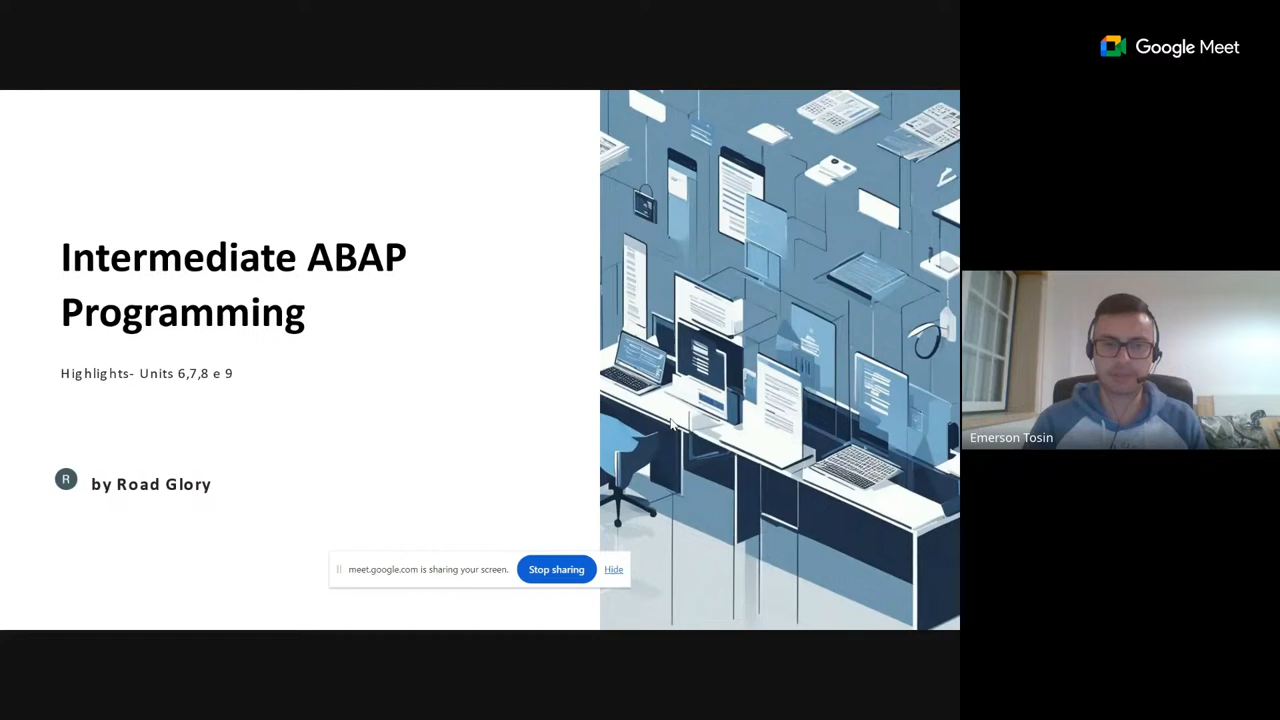 Google Meet
Intermediate ABAP
Programming
Highlights- Units 6,7,8 e 9
R
by Road Glory
meet.google.com is sharing your screen.
Stop sharing
Hide
Emerson Tosin